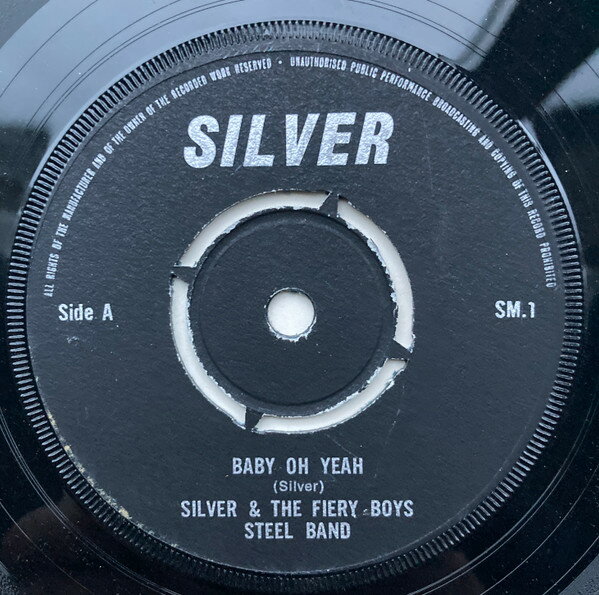 ALL RIGHTS OF THE MANUFACTURER AND OF THE OWNER OF THE RECORDED WORK RESERVED • UNAUTHORISED PUBLIC PERFORMANCE BROADCASTING AND COPYING OF THIS RECORD PROHIBITED
SILVER
Side A
SM.1
BABY OH YEAH
(Silver)
SILVER & THE FIERY BOYS
STEEL BAND